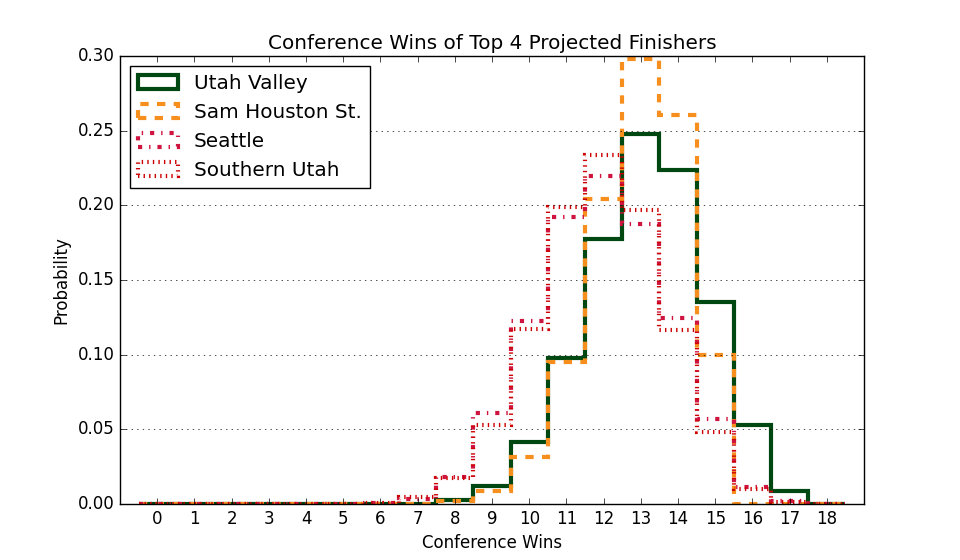 Conference Wins of Top 4 Projected Finishers
0.30
0.25
0.20
0.15
0.10
0.05
0.00
Probability
Utah Valley
Sam Houston St.
Seattle
Southern Utah
0 1 2 3 4 5 6 7 8 9 10 11 12 13 14 15 16 17 18
Conference Wins